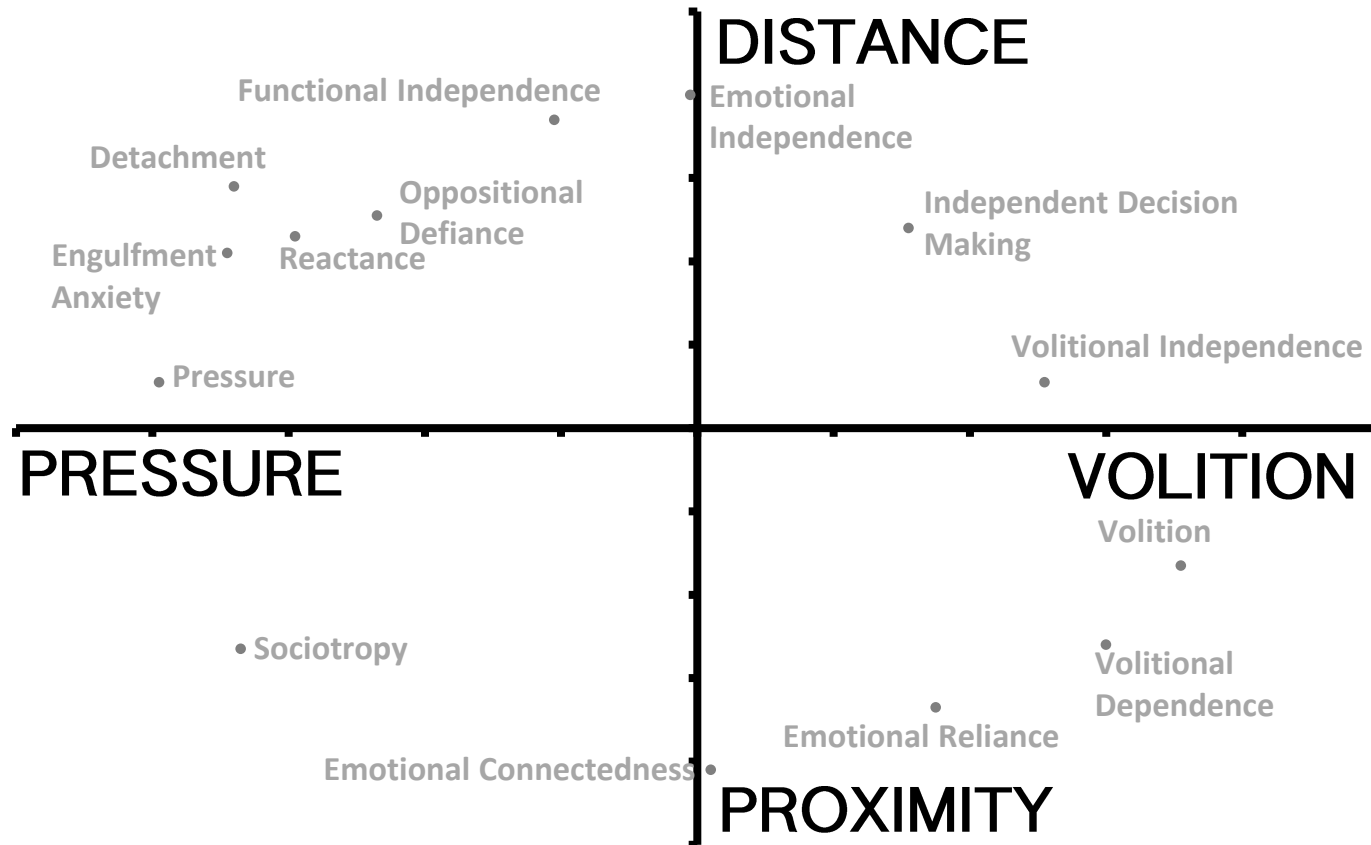 DISTANCE
Functional Independence
Emotional
Independence
Detachment
Oppositional
Defiance
Independent Decision
Making
Engulfment
Anxiety
Reactance
Volitional Independence
Pressure
PRESSURE
VOLITION
Volition
Sociotropy
Volitional
Dependence
Emotional Reliance
Emotional Connectedness
PROXIMITY